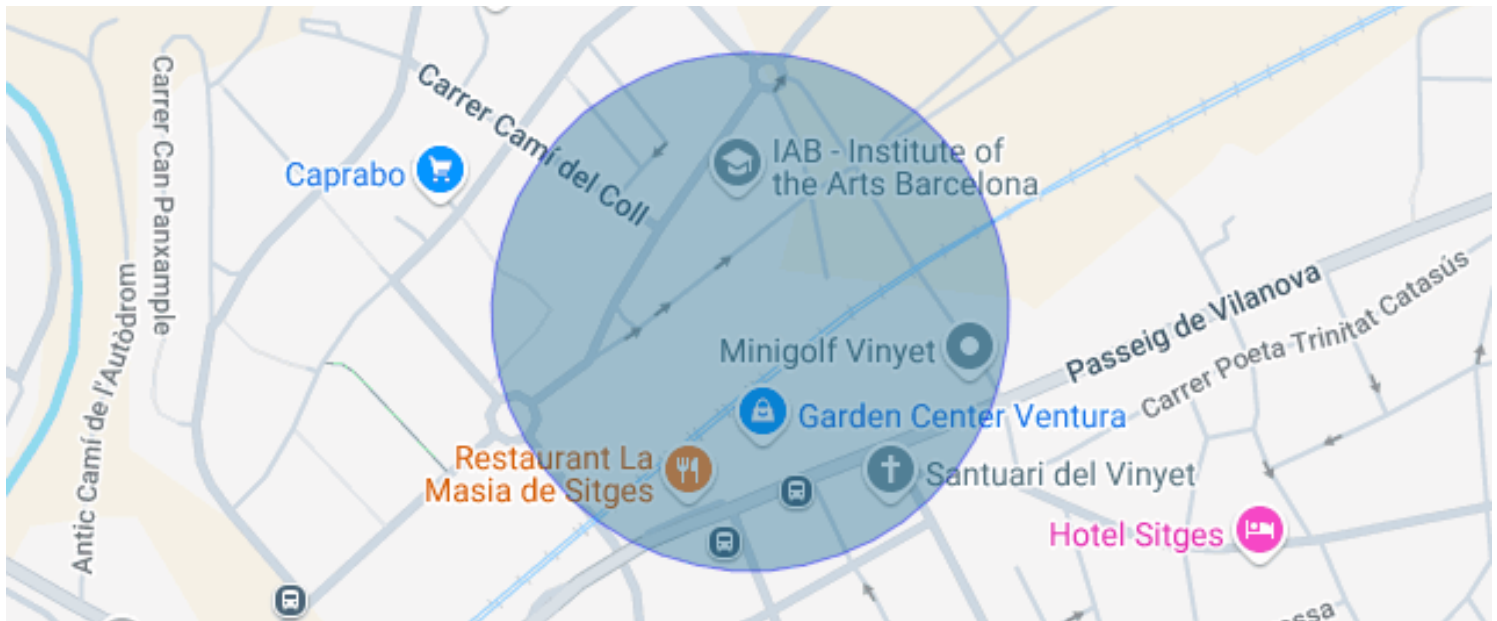 Carrer Can Panxample
Antic Camí de l'Autòdrom
Carrer Camí del Coll
Caprabo
IAB - Institute of
the Arts Barcelona
Minigolf Vinyet
Garden Center Ventura
Restaurant La
Masia de Sitges
Santuari del Vinyet
Passeig de Vilanova
Carrer Poeta Trinitat Catasús
Hotel Sitges